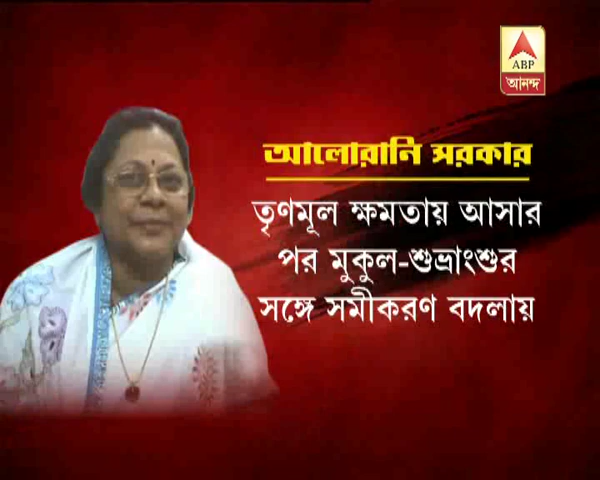 ABP
আনন্দ
আলোরানি সরকার
তৃণমূল ক্ষমতায় আসার
পর মুকুল-শুভ্রাংশুর
সঙ্গে সমীকরণ বদলায়